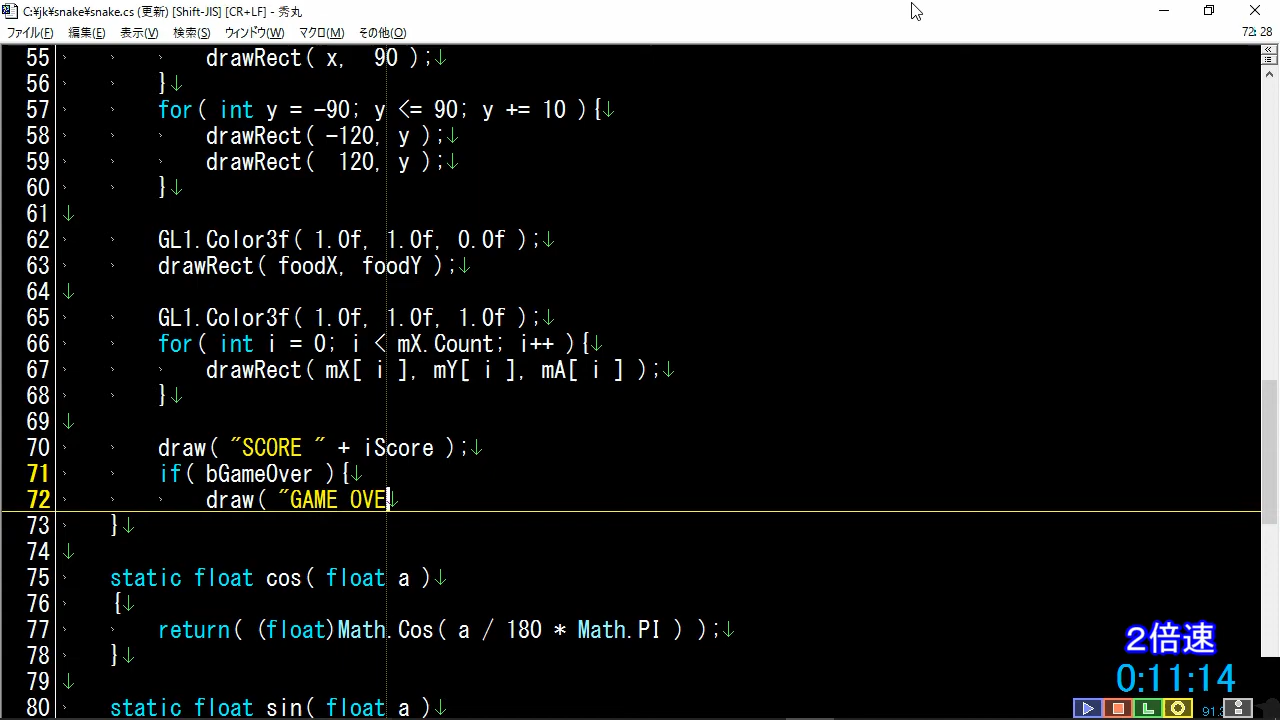 C:¥jk¥snake¥snake.cs (更新) [Shift-JIS] [CR+LF] - 秀丸
ファイル(F) 編集(E) 表示(V) 検索(S) ウィンドウ(W) マクロ(M) その他(O) 72: 28
55 drawRect( x,  90 );↓
56 }↓
57 for( int y = -90; y <= 90; y += 10 ){↓
58 drawRect( -120, y );↓
59 drawRect(  120, y );↓
60 }↓
61 ↓
62 GL1.Color3f( 1.0f, 1.0f, 0.0f );↓
63 drawRect( foodX, foodY );↓
64 ↓
65 GL1.Color3f( 1.0f, 1.0f, 1.0f );↓
66 for( int i = 0; i < mX.Count; i++ ){↓
67 drawRect( mX[ i ], mY[ i ], mA[ i ] );↓
68 }↓
69 ↓
70 draw( "SCORE " + iScore );↓
71 if( bGameOver ){↓
72 draw( "GAME OVE↓
73 }↓
74 ↓
75 static float cos( float a )↓
76 {↓
77 return( (float)Math.Cos( a / 180 * Math.PI ) );↓
78 }↓
79 ↓
80 static float sin( float a )↓
２倍速
0:11:14